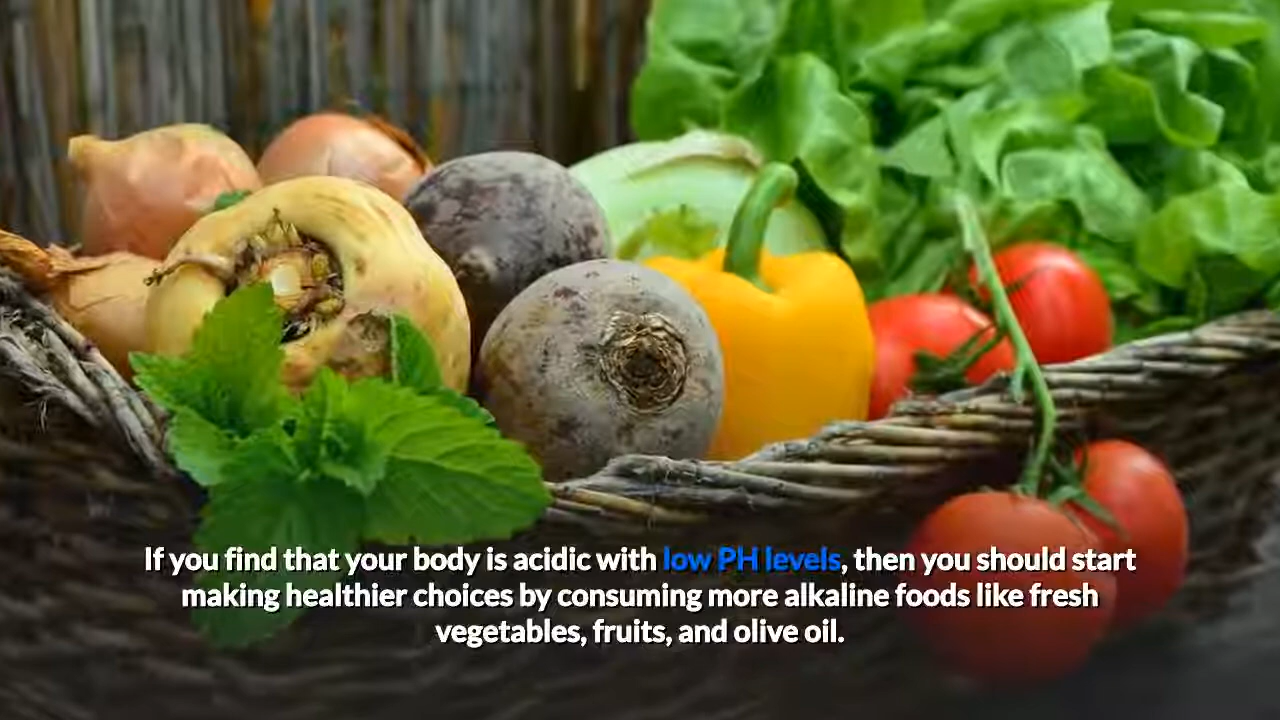 If you find that your body is acidic with low PH levels, then you should start
making healthier choices by consuming more alkaline foods like fresh
vegetables, fruits, and olive oil.